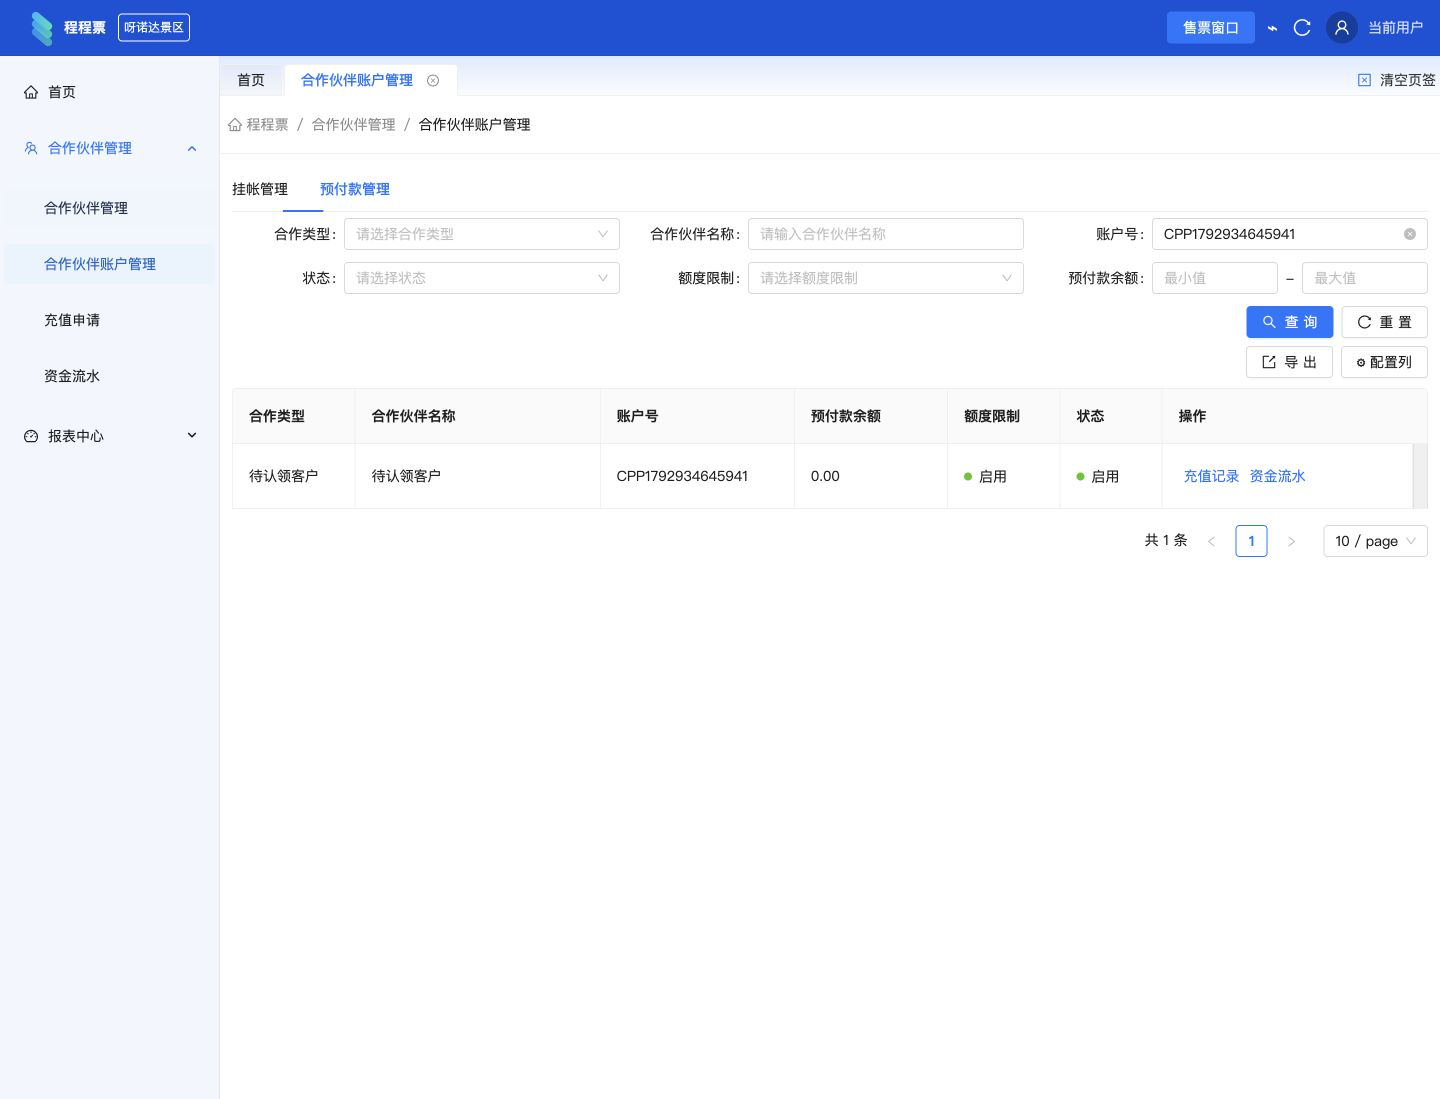 程程票 呀诺达景区 售票窗口 当前用户
首页
合作伙伴管理
合作伙伴管理
合作伙伴账户管理
充值申请
资金流水
报表中心
首页 合作伙伴账户管理 清空页签
程程票 / 合作伙伴管理 / 合作伙伴账户管理
挂帐管理 预付款管理
合作类型: 请选择合作类型 合作伙伴名称: 请输入合作伙伴名称 账户号: CPP1792934645941
状态: 请选择状态 额度限制: 请选择额度限制 预付款余额: 最小值 – 最大值
查 询 重 置
导 出 配置列
合作类型 合作伙伴名称 账户号 预付款余额 额度限制 状态 操作
待认领客户 待认领客户 CPP1792934645941 0.00 启用 启用 充值记录 资金流水
共 1 条 < 1 > 10 / page